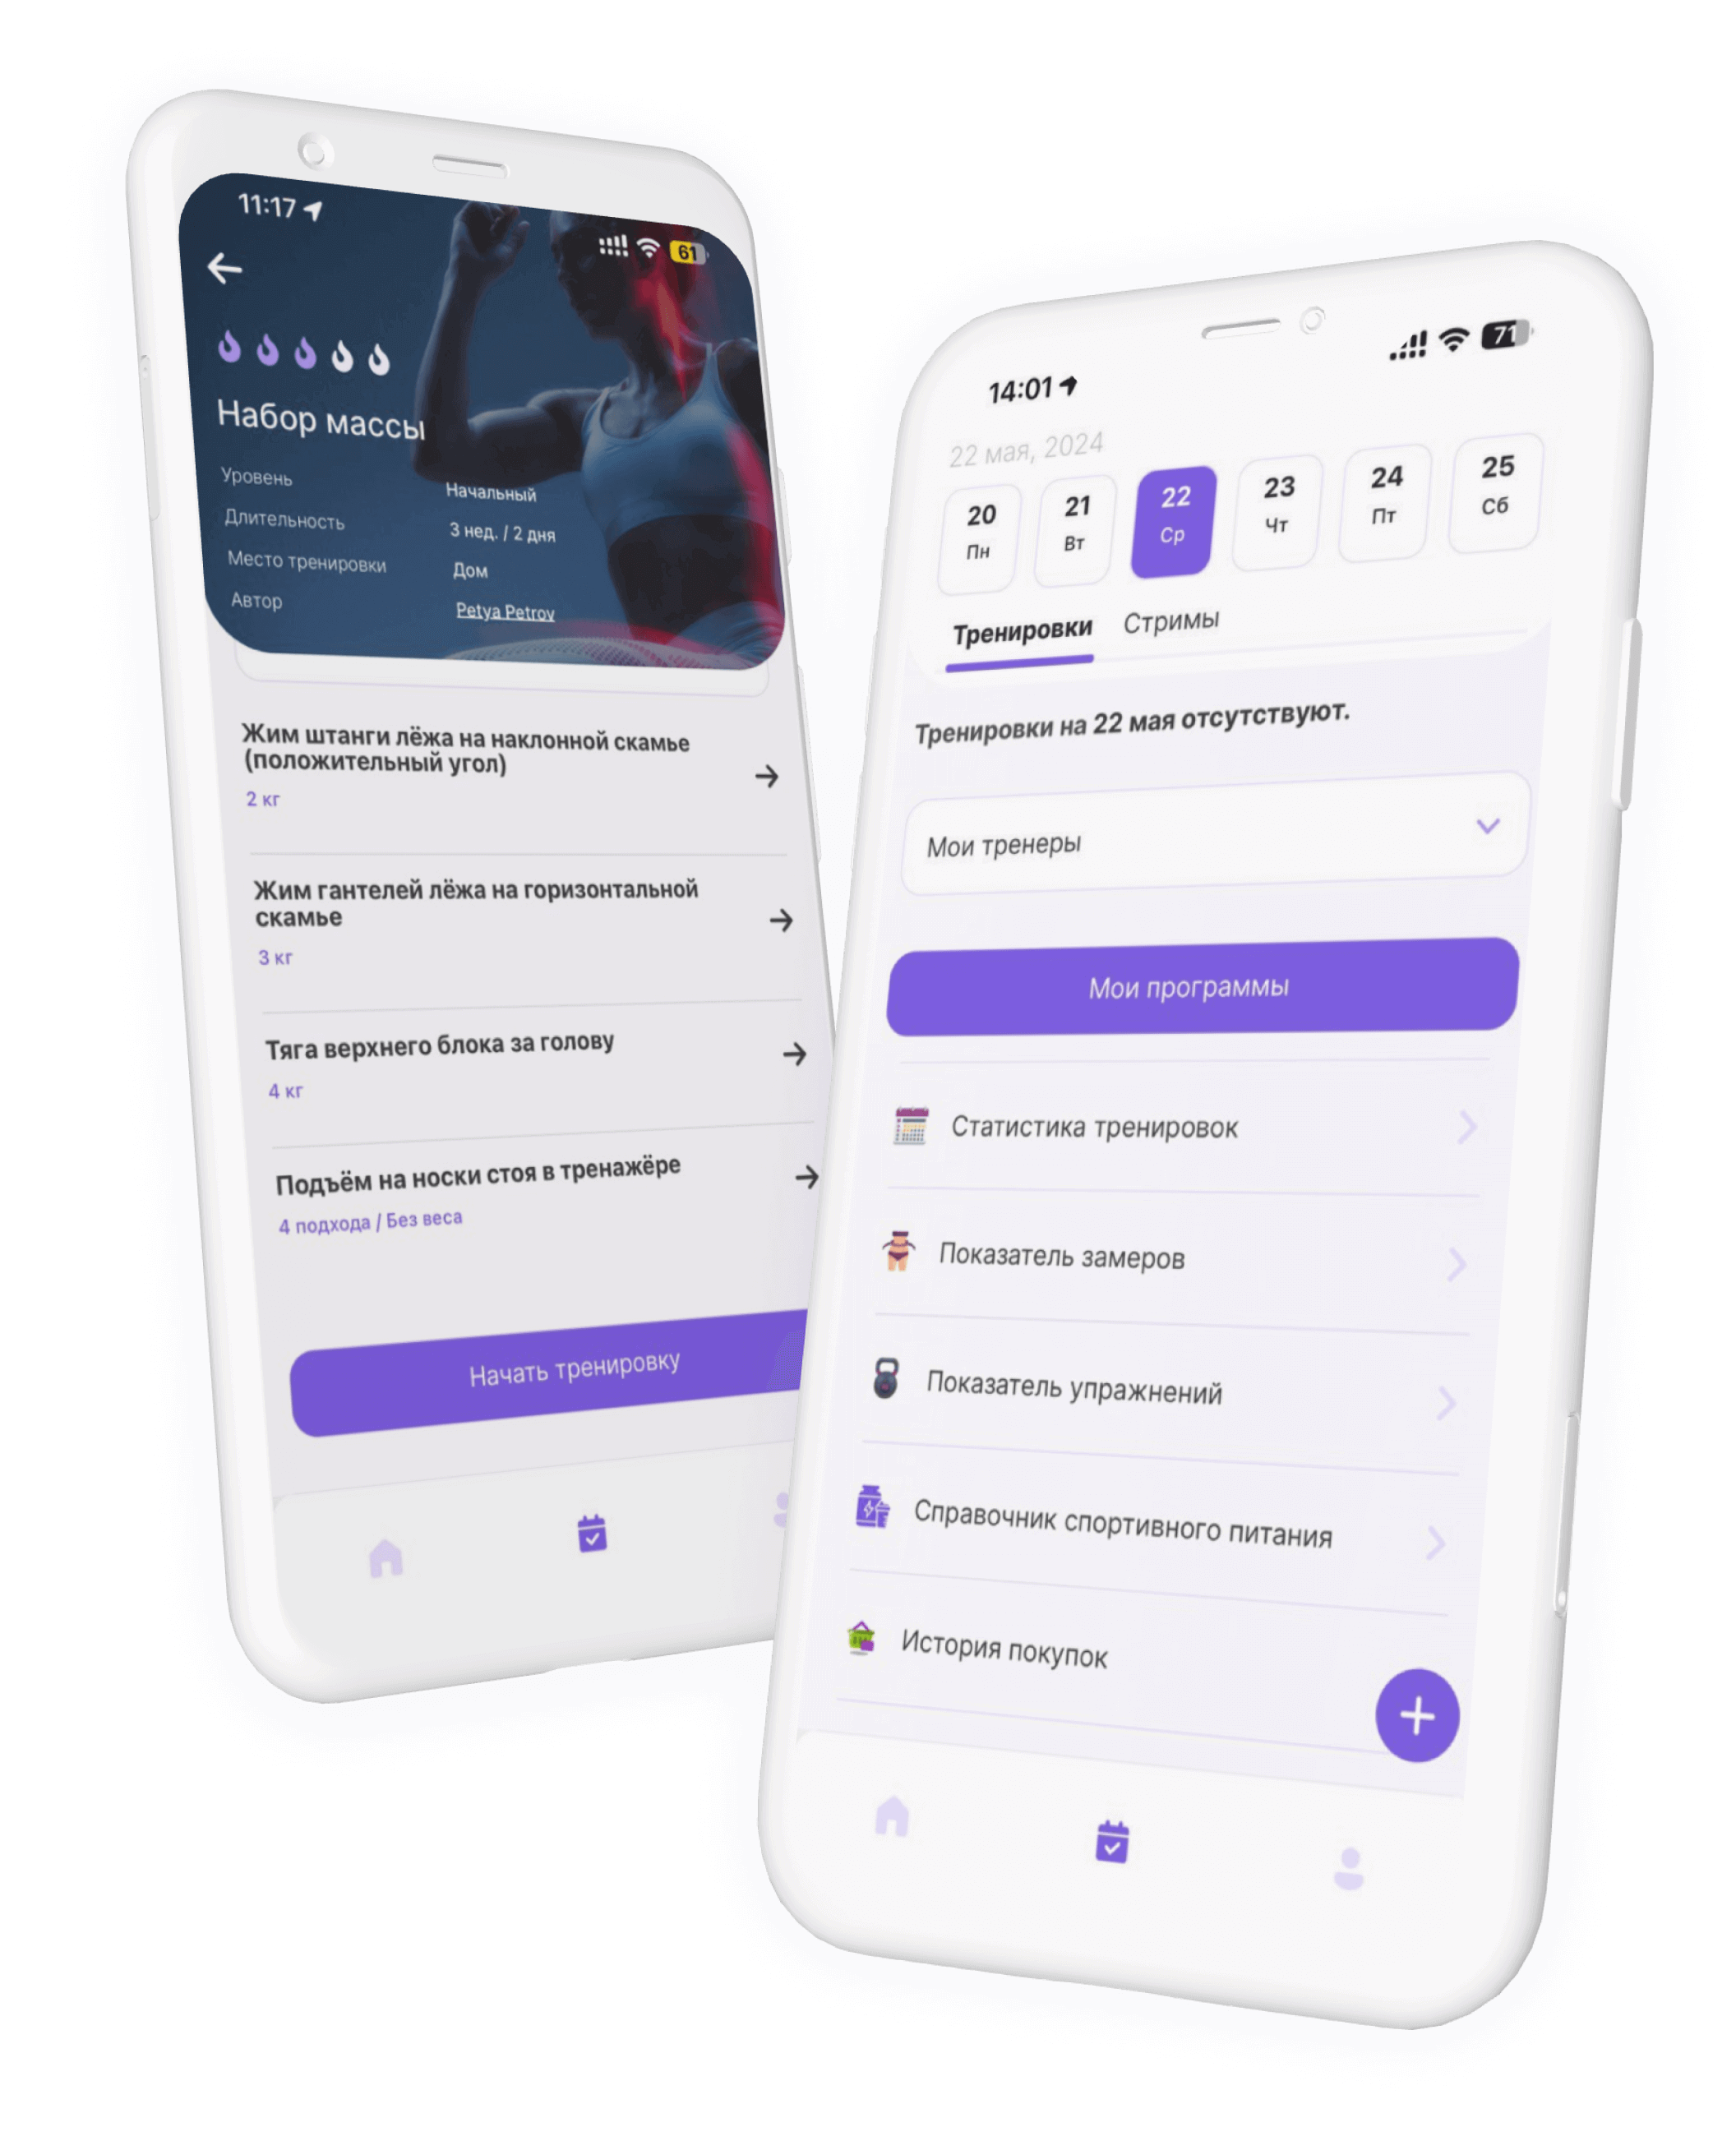 11:17
61
Набор массы
Уровень
Начальный
Длительность
3 нед. / 2 дня
Место тренировки
Дом
Автор
Petya Petrov
Жим штанги лёжа на наклонной скамье
(положительный угол)
2 кг
Жим гантелей лёжа на горизонтальной
скамье
3 кг
Тяга верхнего блока за голову
4 кг
Подъём на носки стоя в тренажёре
4 подхода / Без веса
Начать тренировку
14:01
71
22 мая, 2024
20
Пн
21
Вт
22
Ср
23
Чт
24
Пт
25
Сб
Тренировки
Стримы
Тренировки на 22 мая отсутствуют.
Мои тренеры
Мои программы
Статистика тренировок
Показатель замеров
Показатель упражнений
Справочник спортивного питания
История покупок